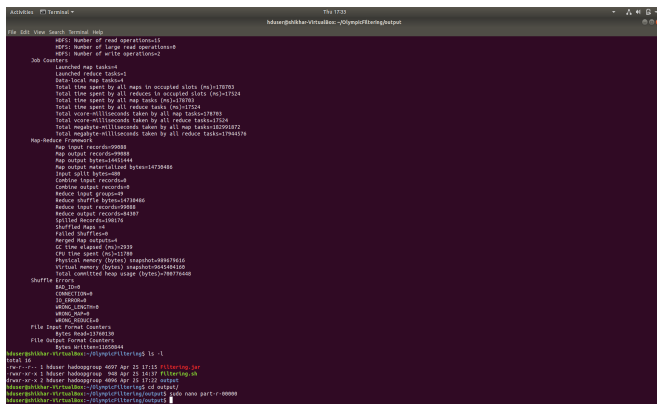 Activities Terminal ▾ Thu 17:33
hduser@shikhar-VirtualBox: ~/OlympicFiltering/output
File Edit View Search Terminal Help
HDFS: Number of read operations=15
HDFS: Number of large read operations=0
HDFS: Number of write operations=2
Job Counters
Launched map tasks=4
Launched reduce tasks=1
Data-local map tasks=4
Total time spent by all maps in occupied slots (ms)=178703
Total time spent by all reduces in occupied slots (ms)=17524
Total time spent by all map tasks (ms)=178703
Total time spent by all reduce tasks (ms)=17524
Total vcore-milliseconds taken by all map tasks=178703
Total vcore-milliseconds taken by all reduce tasks=17524
Total megabyte-milliseconds taken by all map tasks=182991872
Total megabyte-milliseconds taken by all reduce tasks=17944576
Map-Reduce Framework
Map input records=99088
Map output records=99088
Map output bytes=14451444
Map output materialized bytes=14730486
Input split bytes=480
Combine input records=0
Combine output records=0
Reduce input groups=49
Reduce shuffle bytes=14730486
Reduce input records=99088
Reduce output records=84307
Spilled Records=198176
Shuffled Maps =4
Failed Shuffles=0
Merged Map outputs=4
GC time elapsed (ms)=2939
CPU time spent (ms)=11780
Physical memory (bytes) snapshot=989679616
Virtual memory (bytes) snapshot=9645404160
Total committed heap usage (bytes)=700776448
Shuffle Errors
BAD_ID=0
CONNECTION=0
IO_ERROR=0
WRONG_LENGTH=0
WRONG_MAP=0
WRONG_REDUCE=0
File Input Format Counters
Bytes Read=13760130
File Output Format Counters
Bytes Written=11650844
hduser@shikhar-VirtualBox:~/OlympicFiltering$ ls -l
total 16
-rw-r--r-- 1 hduser hadoopgroup 4697 Apr 25 17:15 Filtering.jar
-rwxr-xr-x 1 hduser hadoopgroup 948 Apr 25 14:37 filtering.sh
drwxr-xr-x 2 hduser hadoopgroup 4096 Apr 25 17:22 output
hduser@shikhar-VirtualBox:~/OlympicFiltering$ cd output/
hduser@shikhar-VirtualBox:~/OlympicFiltering/output$ sudo nano part-r-00000
hduser@shikhar-VirtualBox:~/OlympicFiltering/output$